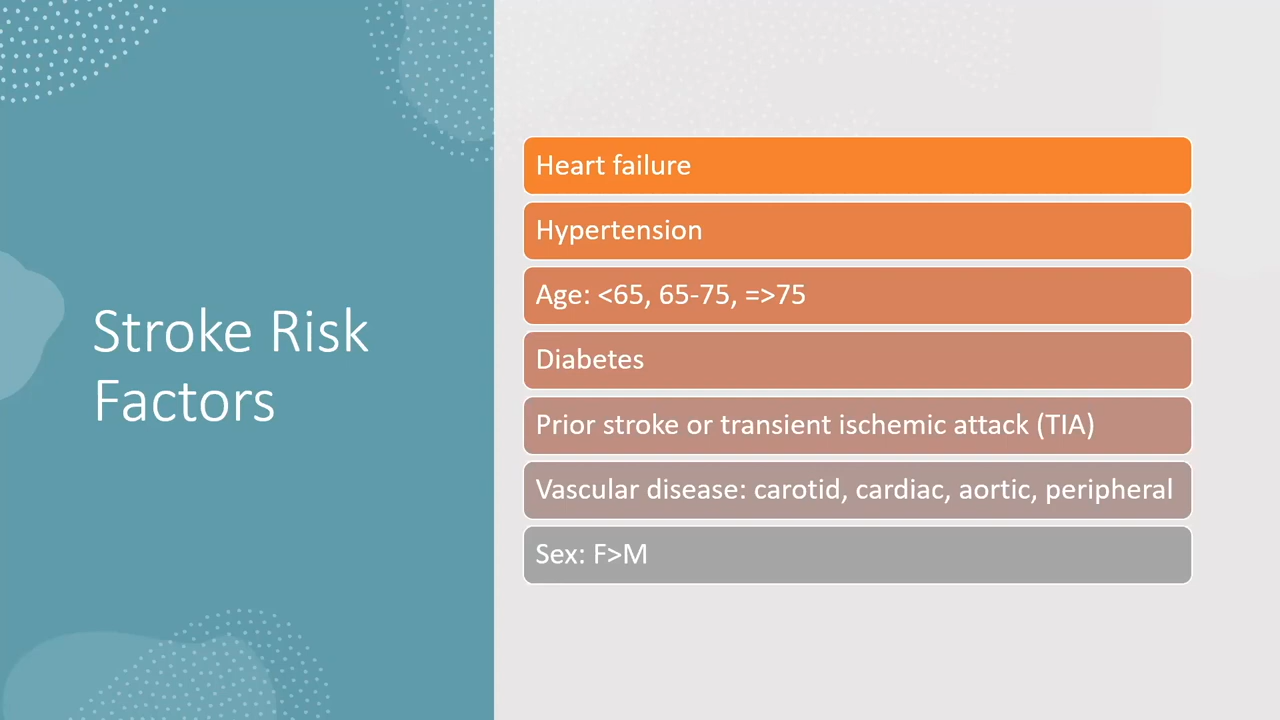 Stroke Risk
Factors
Heart failure
Hypertension
Age: <65, 65-75, =>75
Diabetes
Prior stroke or transient ischemic attack (TIA)
Vascular disease: carotid, cardiac, aortic, peripheral
Sex: F>M